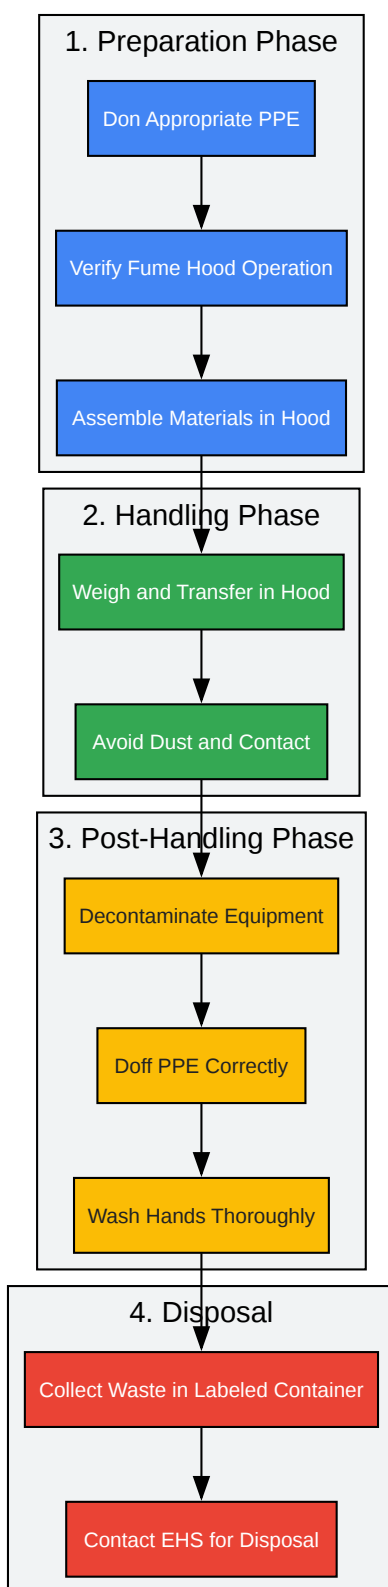 1. Preparation Phase
Don Appropriate PPE
Verify Fume Hood Operation
Assemble Materials in Hood
2. Handling Phase
Weigh and Transfer in Hood
Avoid Dust and Contact
3. Post-Handling Phase
Decontaminate Equipment
Doff PPE Correctly
Wash Hands Thoroughly
4. Disposal
Collect Waste in Labeled Container
Contact EHS for Disposal